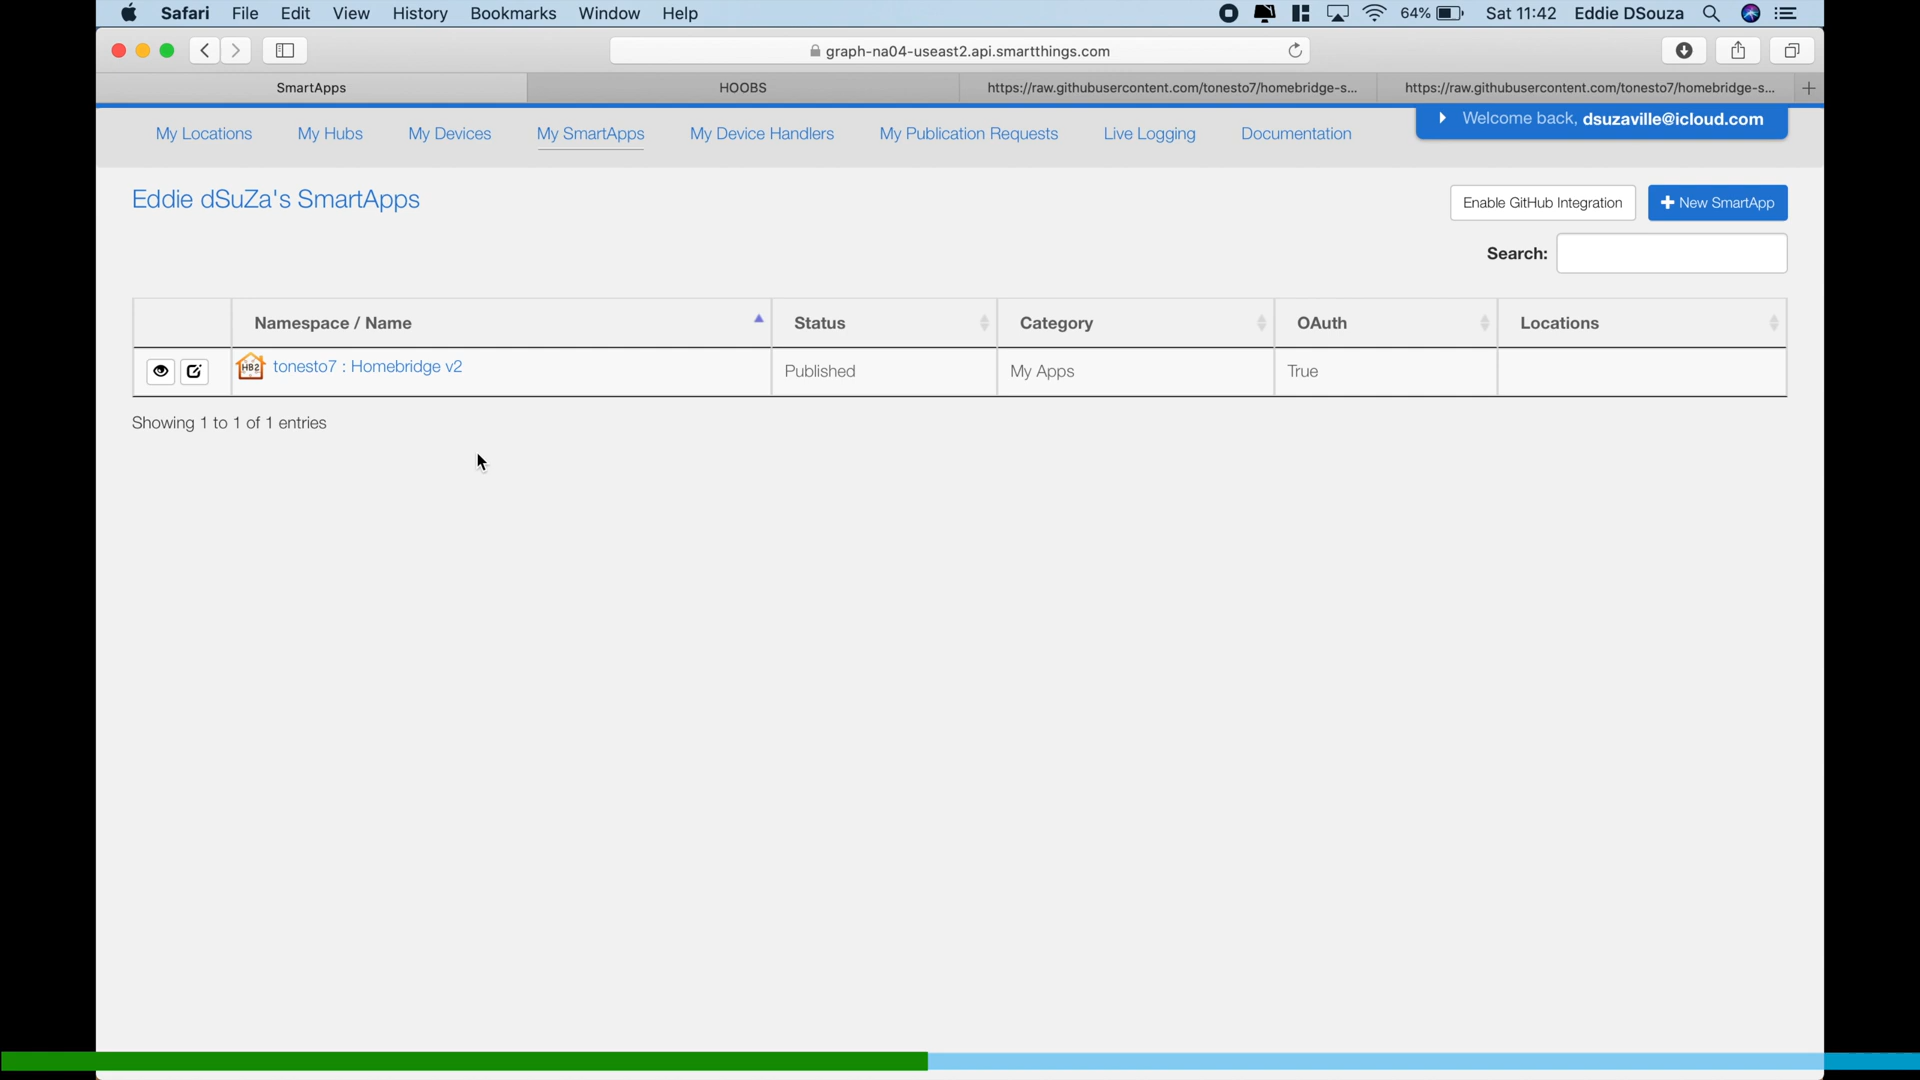 Safari File Edit View History Bookmarks Window Help 64% Sat 11:42 Eddie DSouza
graph-na04-useast2.api.smartthings.com
SmartApps HOOBS https://raw.githubusercontent.com/tonesto7/homebridge-s... https://raw.githubusercontent.com/tonesto7/homebridge-s...
Welcome back, dsuzaville@icloud.com
My Locations My Hubs My Devices My SmartApps My Device Handlers My Publication Requests Live Logging Documentation
Eddie dSuZa's SmartApps
Enable GitHub Integration New SmartApp
Search:
Namespace / Name Status Category OAuth Locations
HB2 tonesto7 : Homebridge v2 Published My Apps True
Showing 1 to 1 of 1 entries